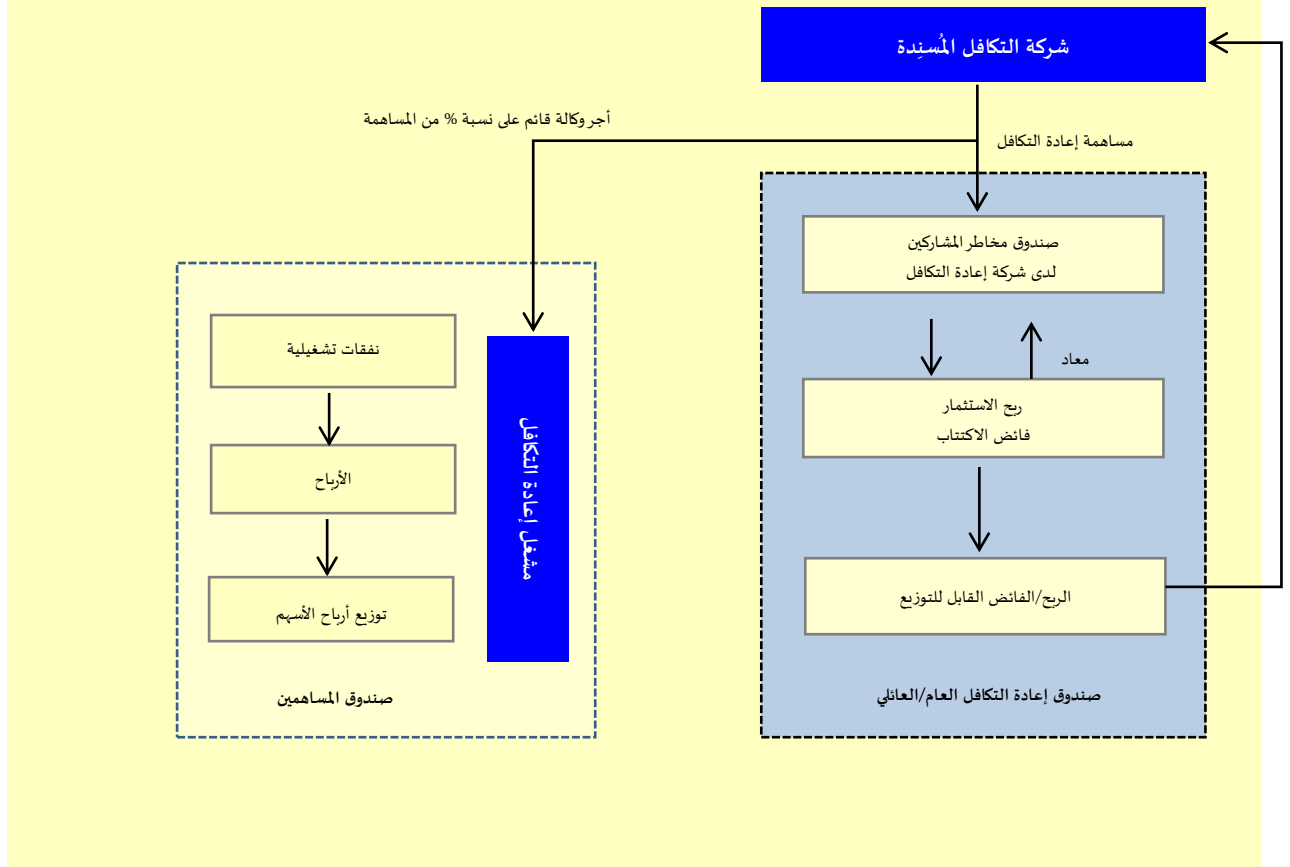 شركة التكافل المُسنِدة
أجر وكالة قائم على نسبة % من المساهمة
مساهمة إعادة التكافل
صندوق مخاطر المشاركين
لدى شركة إعادة التكافل
معاد
ربح الاستثمار
فائض الاكتتاب
الربح/الفائض القابل للتوزيع
صندوق إعادة التكافل العام/العائلي
مشغل إعادة التكافل
نفقات تشغيلية
الأرباح
توزيع أرباح الأسهم
صندوق المساهمين